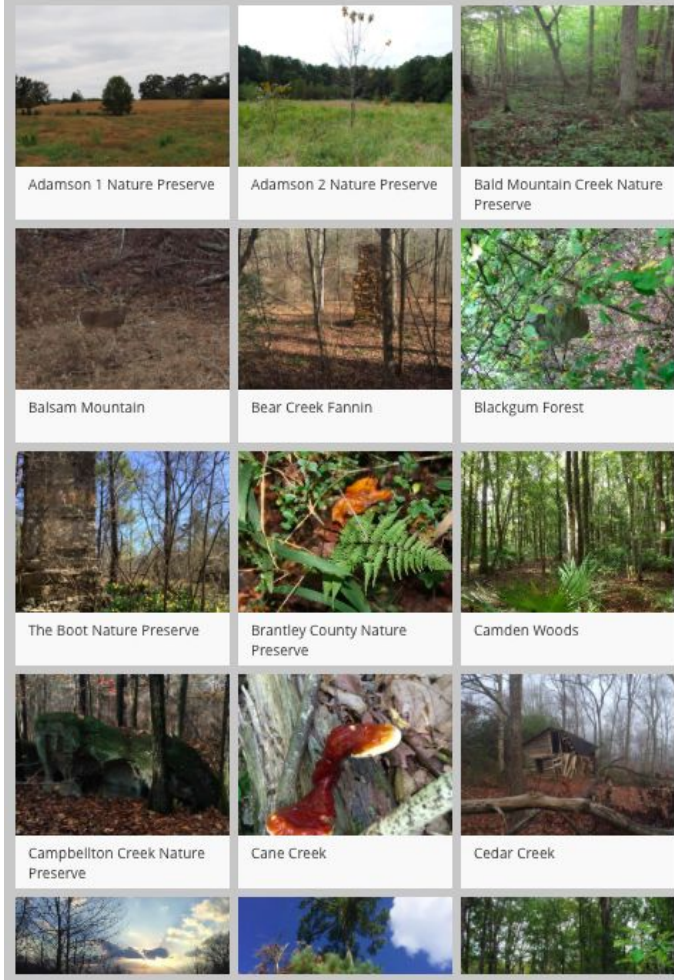 Adamson 1 Nature Preserve
Adamson 2 Nature Preserve
Bald Mountain Creek Nature
Preserve
Balsam Mountain
Bear Creek Fannin
Blackgum Forest
The Boot Nature Preserve
Brantley County Nature
Preserve
Camden Woods
Campbellton Creek Nature
Preserve
Cane Creek
Cedar Creek